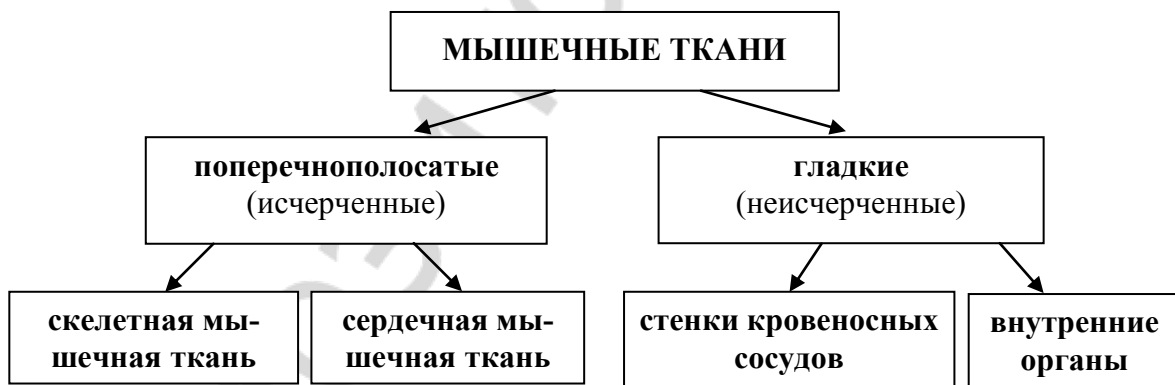 МЫШЕЧНЫЕ ТКАНИ
поперечнополосатые
(исчерченные)
гладкие
(неисчерченные)
скелетная мы-
шечная ткань
сердечная мы-
шечная ткань
стенки кровеносных
сосудов
внутренние
органы